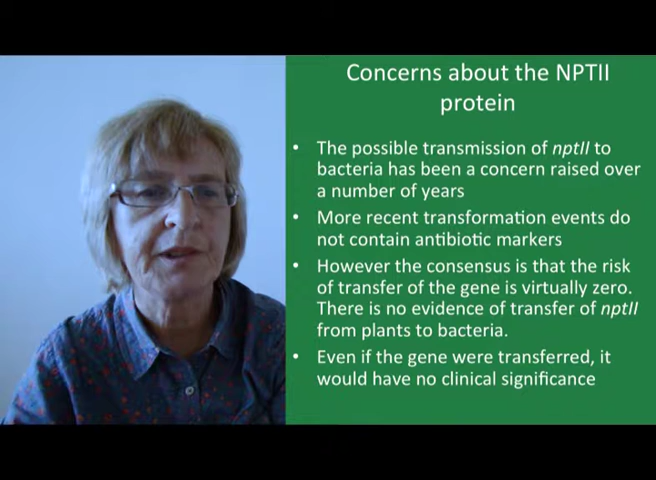 Concerns about the NPTII
protein
• The possible transmission of nptII to
bacteria has been a concern raised over
a number of years
• More recent transformation events do
not contain antibiotic markers
• However the consensus is that the risk
of transfer of the gene is virtually zero.
There is no evidence of transfer of nptII
from plants to bacteria.
• Even if the gene were transferred, it
would have no clinical significance